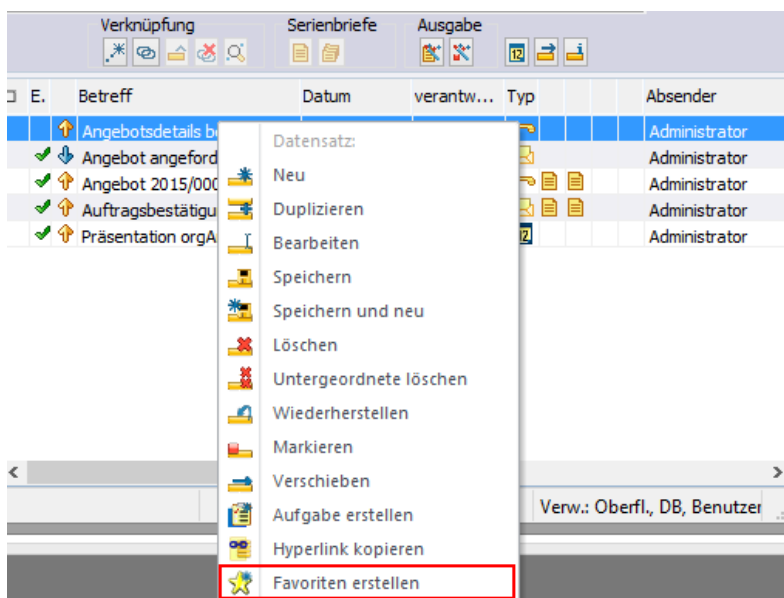 Verknüpfung Serienbriefe Ausgabe
12
E. Betreff Datum verantw... Typ Absender
Angebotsdetails be Administrator
Angebot angeford Administrator
Angebot 2015/000 Administrator
Auftragsbestätigu Administrator
Präsentation orgA 12 Administrator
Datensatz:
Neu
Duplizieren
Bearbeiten
Speichern
Speichern und neu
Löschen
Untergeordnete löschen
Wiederherstellen
Markieren
Verschieben
Aufgabe erstellen
Hyperlink kopieren
Favoriten erstellen
Verw.: Oberfl., DB, Benutzer